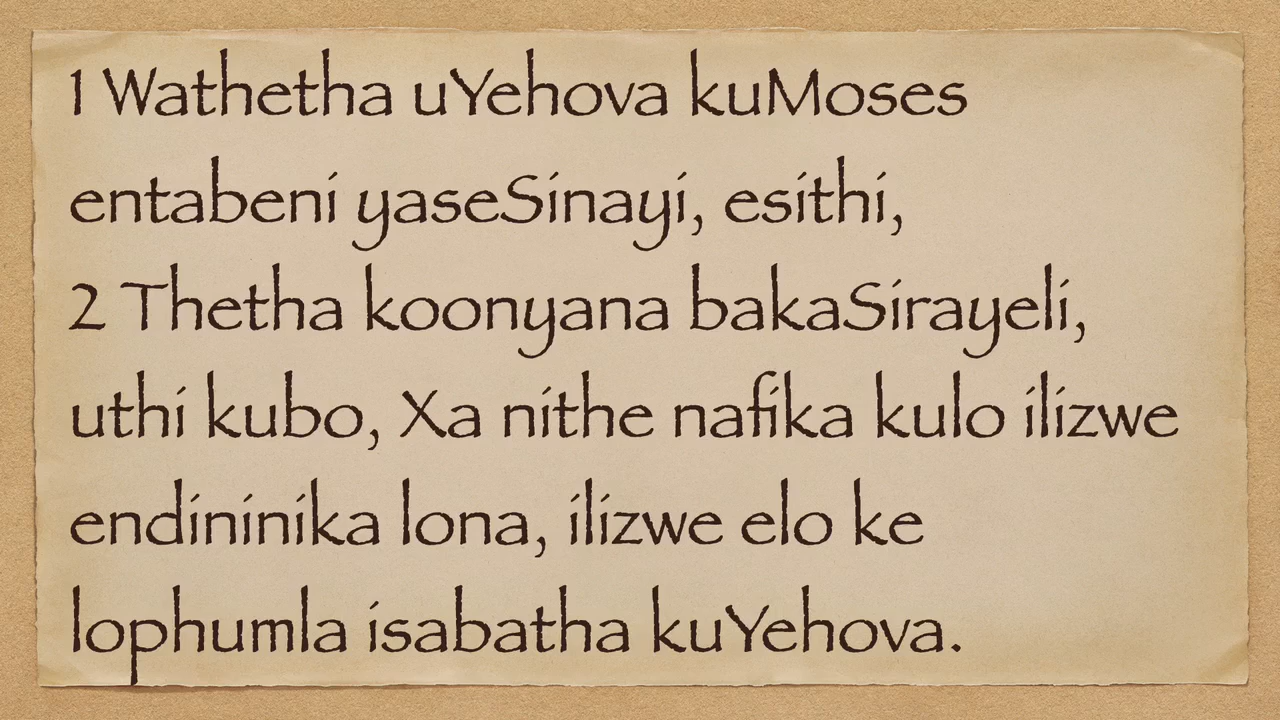 1 Wathetha uYehova kuMoses
entabeni yaseSinayi, esithi,
2 Thetha koonyana bakaSirayeli,
uthi kubo, Xa nithe nafika kulo ilizwe
endininika lona, ilizwe elo ke
lophumla isabatha kuYehova.